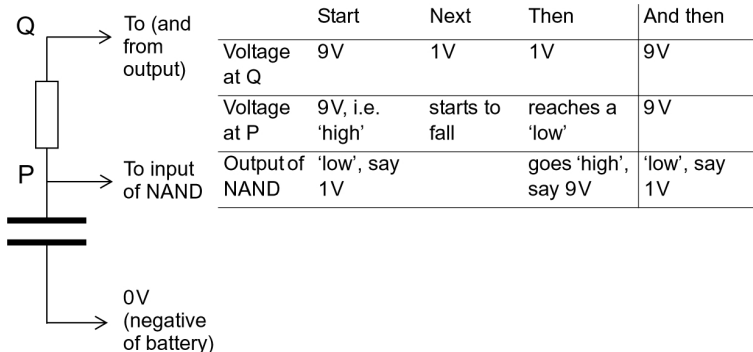 Q
To (and
from
output)
P
To input
of NAND
0V
(negative
of battery)
Start Next Then And then
Voltage 9V 1V 1V 9V
at Q
Voltage 9V, i.e. starts to reaches a 9V
at P 'high' fall 'low'
Output of 'low', say goes 'high', 'low', say
NAND 1V say 9V 1V